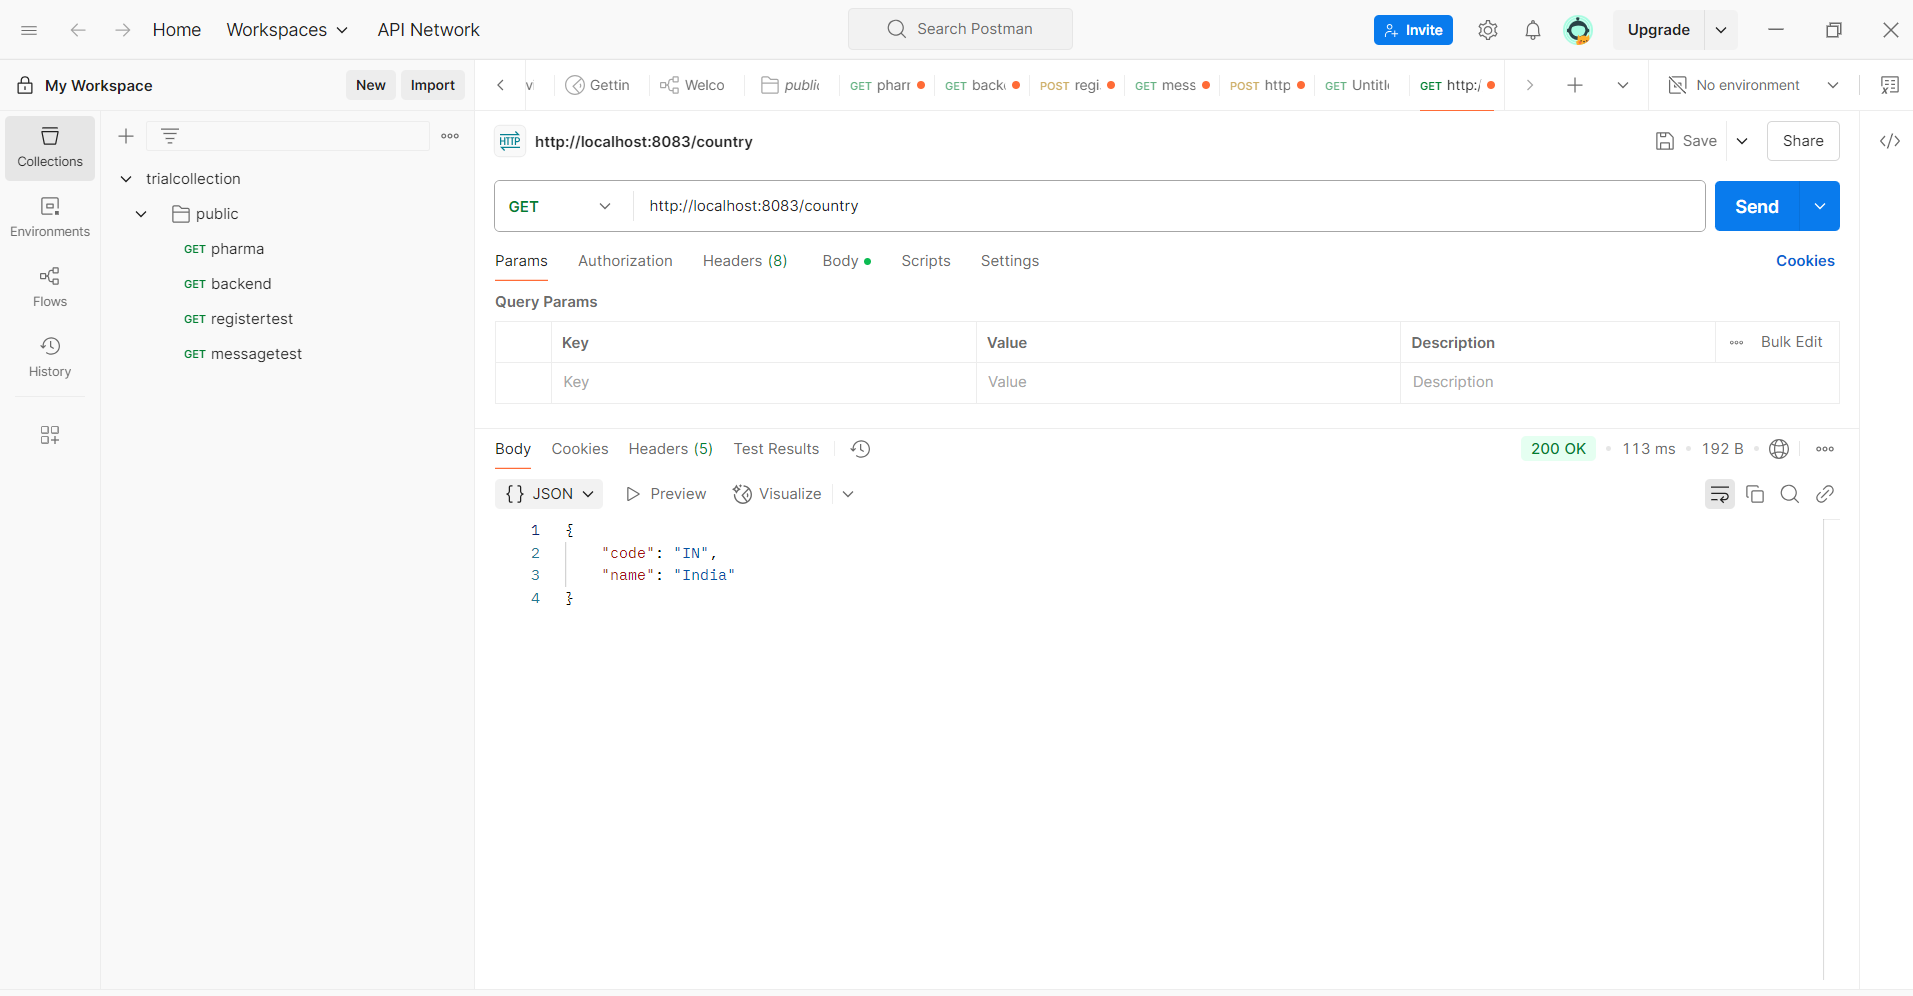 Home Workspaces API Network Search Postman Invite Upgrade
My Workspace New Import
Gettin Welco public GET pharr GET back POST regi GET mess POST http GET Untitl GET http:/ No environment
Collections
Environments
Flows
History
trialcollection
public
GET pharma
GET backend
GET registertest
GET messagetest
HTTP http://localhost:8083/country Save Share
GET http://localhost:8083/country Send
Params Authorization Headers (8) Body Scripts Settings Cookies
Query Params
Key Value Description Bulk Edit
Key Value Description
Body Cookies Headers (5) Test Results 200 OK 113 ms 192 B
{} JSON Preview Visualize
1 {
2 "code": "IN",
3 "name": "India"
4 }